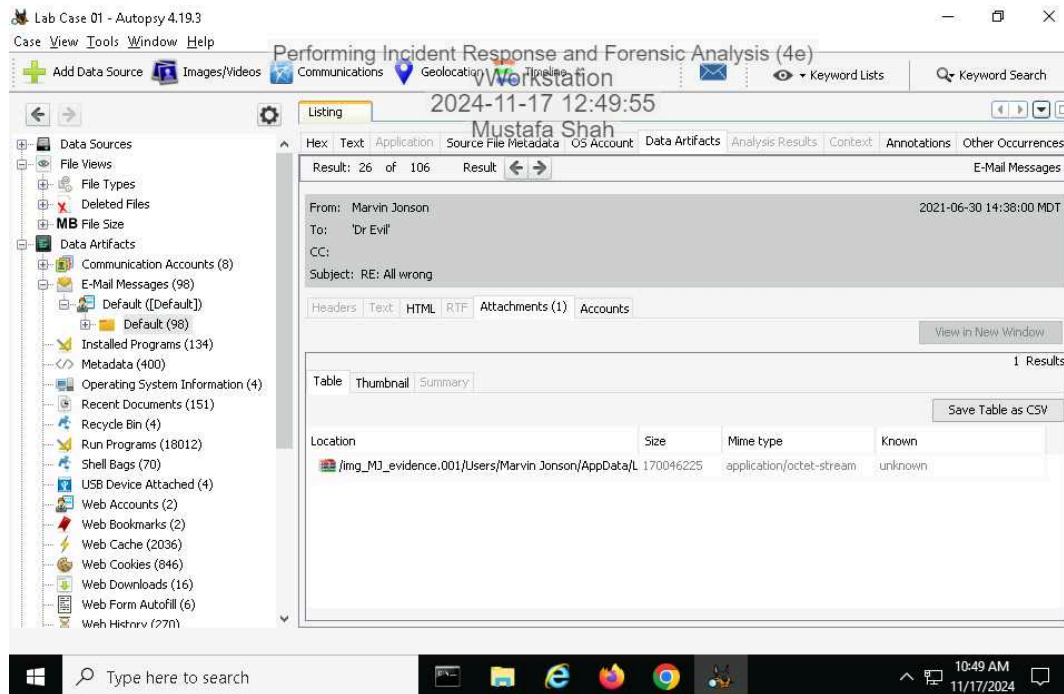 Lab Case 01 - Autopsy 4.19.3
Case View Tools Window Help
Performing Incident Response and Forensic Analysis (4e)
Add Data Source Images/Videos Communications Geolocation Timeline Keyword Lists Keyword Search
vWorkstation
2024-11-17 12:49:55
Mustafa Shah
Listing
Hex Text Application Source File Metadata OS Account Data Artifacts Analysis Results Context Annotations Other Occurrences
Result: 26 of 106 Result E-Mail Messages
From: Marvin Jonson 2021-06-30 14:38:00 MDT
To: 'Dr Evil'
CC:
Subject: RE: All wrong
Headers Text HTML RTF Attachments (1) Accounts
View in New Window
1 Results
Table Thumbnail Summary
Save Table as CSV
Location Size Mime type Known
/img_MJ_evidence.001/Users/Marvin Jonson/AppData/L 170046225 application/octet-stream unknown
Data Sources
File Views
File Types
Deleted Files
MB File Size
Data Artifacts
Communication Accounts (8)
E-Mail Messages (98)
Default ([Default])
Default (98)
Installed Programs (134)
Metadata (400)
Operating System Information (4)
Recent Documents (151)
Recycle Bin (4)
Run Programs (18012)
Shell Bags (70)
USB Device Attached (4)
Web Accounts (2)
Web Bookmarks (2)
Web Cache (2036)
Web Cookies (846)
Web Downloads (16)
Web Form Autofill (6)
Web History (270)
Type here to search
10:49 AM
11/17/2024